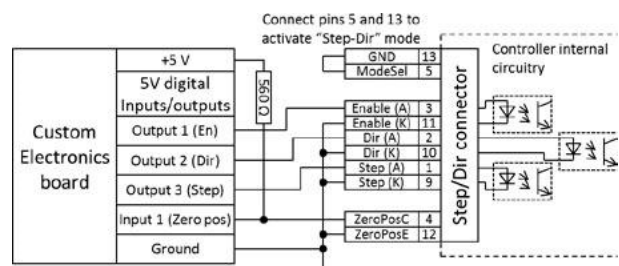 Connect pins 5 and 13 to
activate “Step-Dir” mode
Controller internal
circuitry
Custom
Electronics
board
+5 V
5V digital
Inputs/outputs
Output 1 (En)
Output 2 (Dir)
Output 3 (Step)
Input 1 (Zero pos)
Ground
560 Ω
GND 13
ModeSel 5
Enable (A) 3
Enable (K) 11
Dir (A) 2
Dir (K) 10
Step (A) 1
Step (K) 9
ZeroPosC 4
ZeroPosE 12
Step/Dir connector